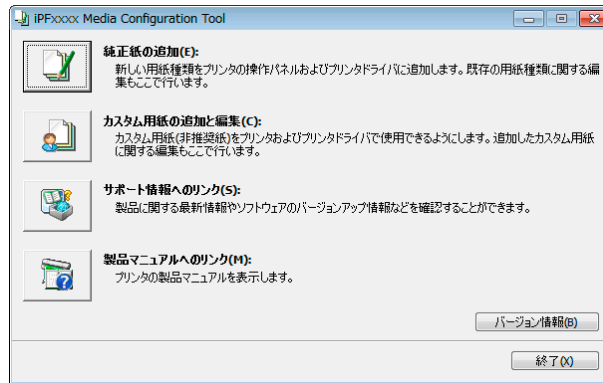 iPFxxxx Media Configuration Tool
純正紙の追加(E):
新しい用紙種類をプリンタの操作パネルおよびプリンタドライバに追加します。既存の用紙種類に関する編
集もここで行います。
カスタム用紙の追加と編集(C):
カスタム用紙(非推奨紙)をプリンタおよびプリンタドライバで使用できるようにします。追加したカスタム用紙
に関する編集もここで行います。
サポート情報へのリンク(S):
製品に関する最新情報やソフトウェアのバージョンアップ情報などを確認することができます。
製品マニュアルへのリンク(M):
プリンタの製品マニュアルを表示します。
バージョン情報(B)
終了(X)